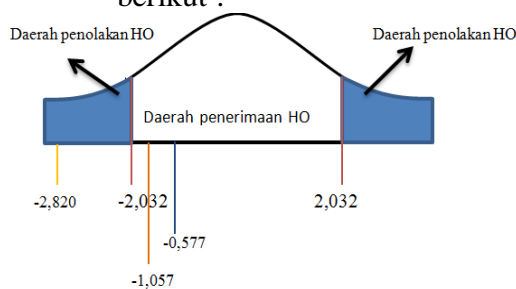 berikut :
Daerah penolakan HO
Daerah penolakan HO
Daerah penerimaan HO
-2,820
-2,032
2,032
-0,577
-1,057